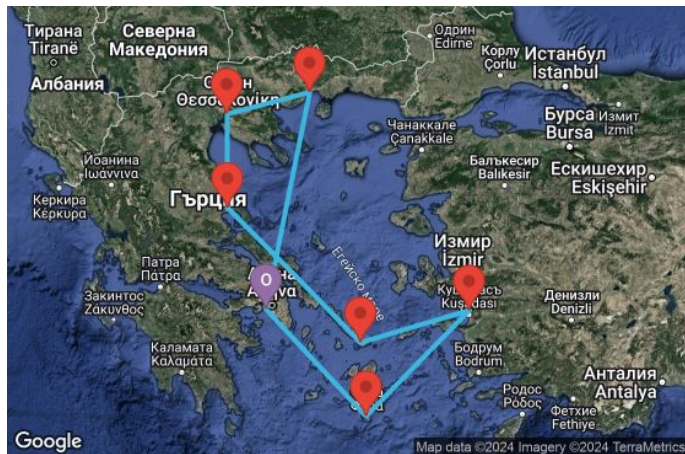 Северна
Македония
Тирана
Tiranë
Албания
Одрин
Edirne
Корлу
Çorlu
Истанбул
İstanbul
Θεσσαλονίκη
Чанаккале
Çanakkale
Бурса
Bursa
Измит
İzmit
Йоанина
Ιωάννινα
Керкира
Κέρκυρα
Гърция
Балъкесир
Balıkesir
Ескишехир
Eskişehir
Егейско
Патра
Πάτρα
Закинтос
Ζάκυνθος
O
Измир
İzmir
Kuşadası
Денизли
Denizli
Каламата
Καλαμάτα
Бодрум
Bodrum
Анталия
Antalya
Родос
Ρόδος
Фетхие
Fethiye
Google
Map data ©2024 Imagery ©2024 TerraMetrics